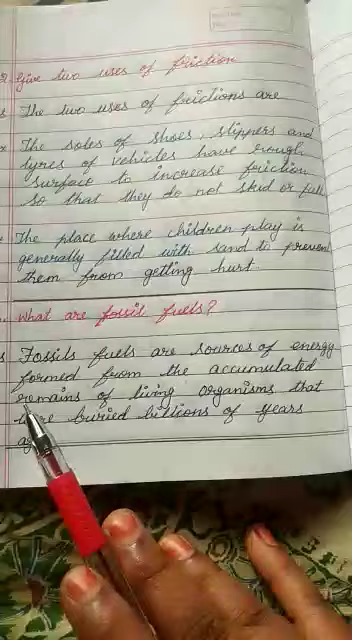 Give two uses of friction
The two uses of frictions are
The soles of shoes, slippers and
tyres of vehicles have rough
surface to increase friction
so that they do not skid or fall
The place where children play is
generally filled with sand to prevent
them from getting hurt.
What are fossil fuels?
Fossils fuels are sources of energy
formed from the accumulated
remains of living organisms that
were buried billions of years